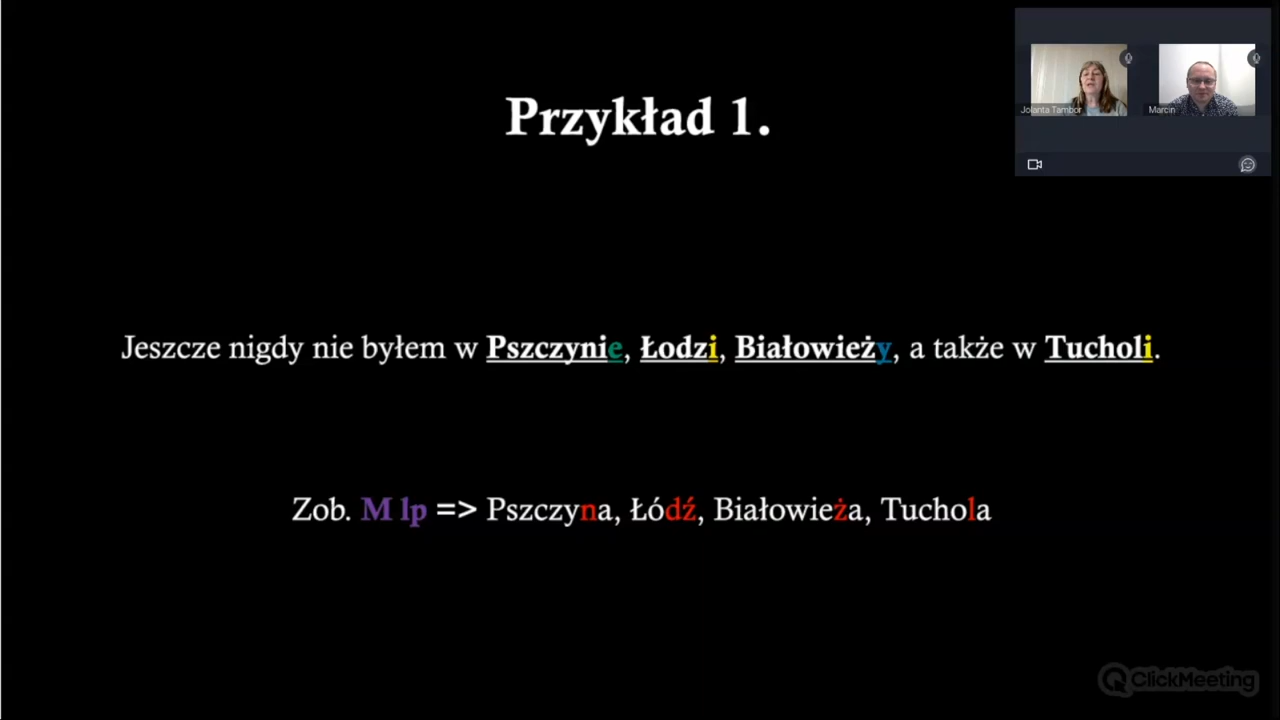 Przykład 1.
Jolanta Tambor
Marcin
Jeszcze nigdy nie byłem w Pszczynie, Łodzi, Białowieży, a także w Tucholi.
Zob. M lp => Pszczyna, Łódź, Białowieża, Tuchola
ClickMeeting